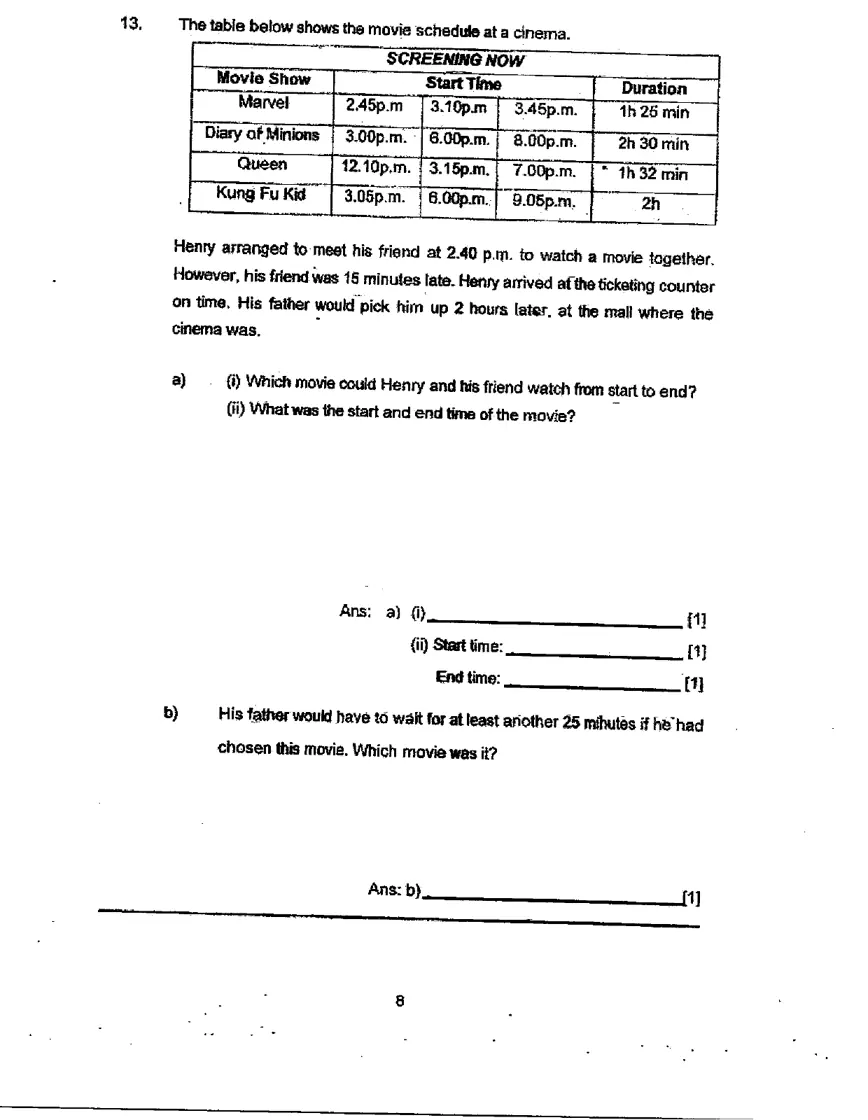 13. The table below shows the movie schedule at a cinema.
SCREENING NOW
Movie Show Start Time Duration
Marvel 2.45p.m 3.10p.m 3.45p.m. 1h 25 min
Diary of Minions 3.00p.m. 6.00p.m. 8.00p.m. 2h 30 min
Queen 12.10p.m. 3.15p.m. 7.00p.m. 1h 32 min
Kung Fu Kid 3.05p.m. 6.00p.m. 9.05p.m. 2h
Henry arranged to meet his friend at 2.40 p.m. to watch a movie together.
However, his friend was 15 minutes late. Henry arrived at the ticketing counter
on time. His father would pick him up 2 hours later. at the mall where the
cinema was.
a) (i) Which movie could Henry and his friend watch from start to end?
(ii) What was the start and end time of the movie?
Ans: a) (i) [1]
(ii) Start time: [1]
End time: [1]
b) His father would have to wait for at least another 25 minutes if he had
chosen this movie. Which movie was it?
Ans: b) [1]
8